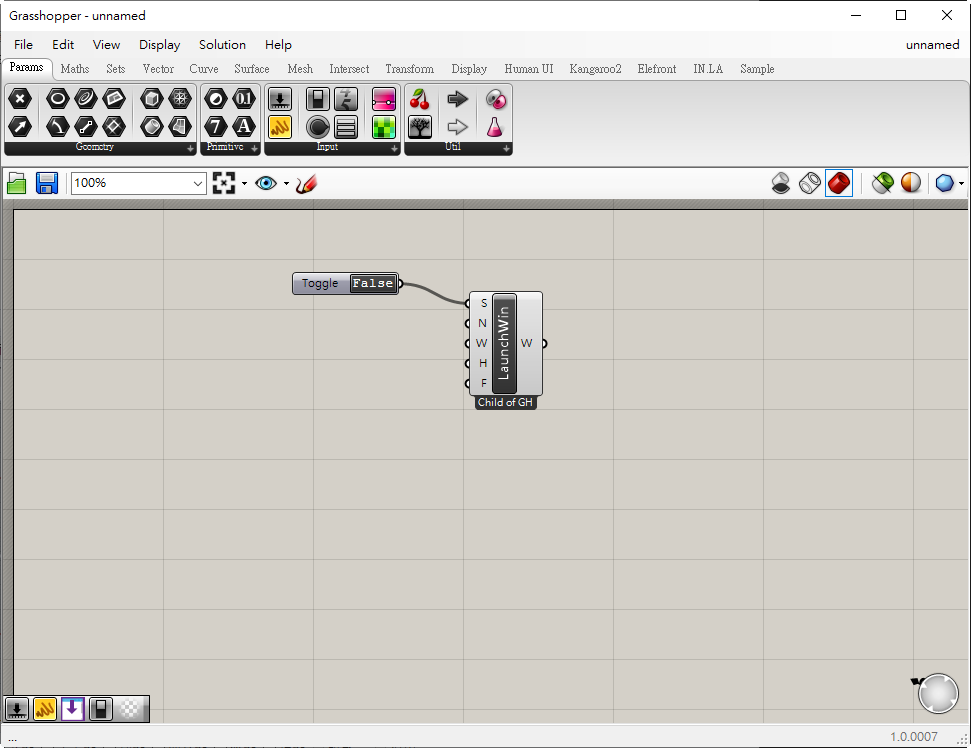 Grasshopper - unnamed
File Edit View Display Solution Help unnamed
Params Maths Sets Vector Curve Surface Mesh Intersect Transform Display Human UI Kangaroo2 Elefront IN.LA Sample
0.1
7 A
Geometry Primitive Input Util
100%
Toggle False
S
N
W
H
F
LaunchWin
W
Child of GH
... 1.0.0007